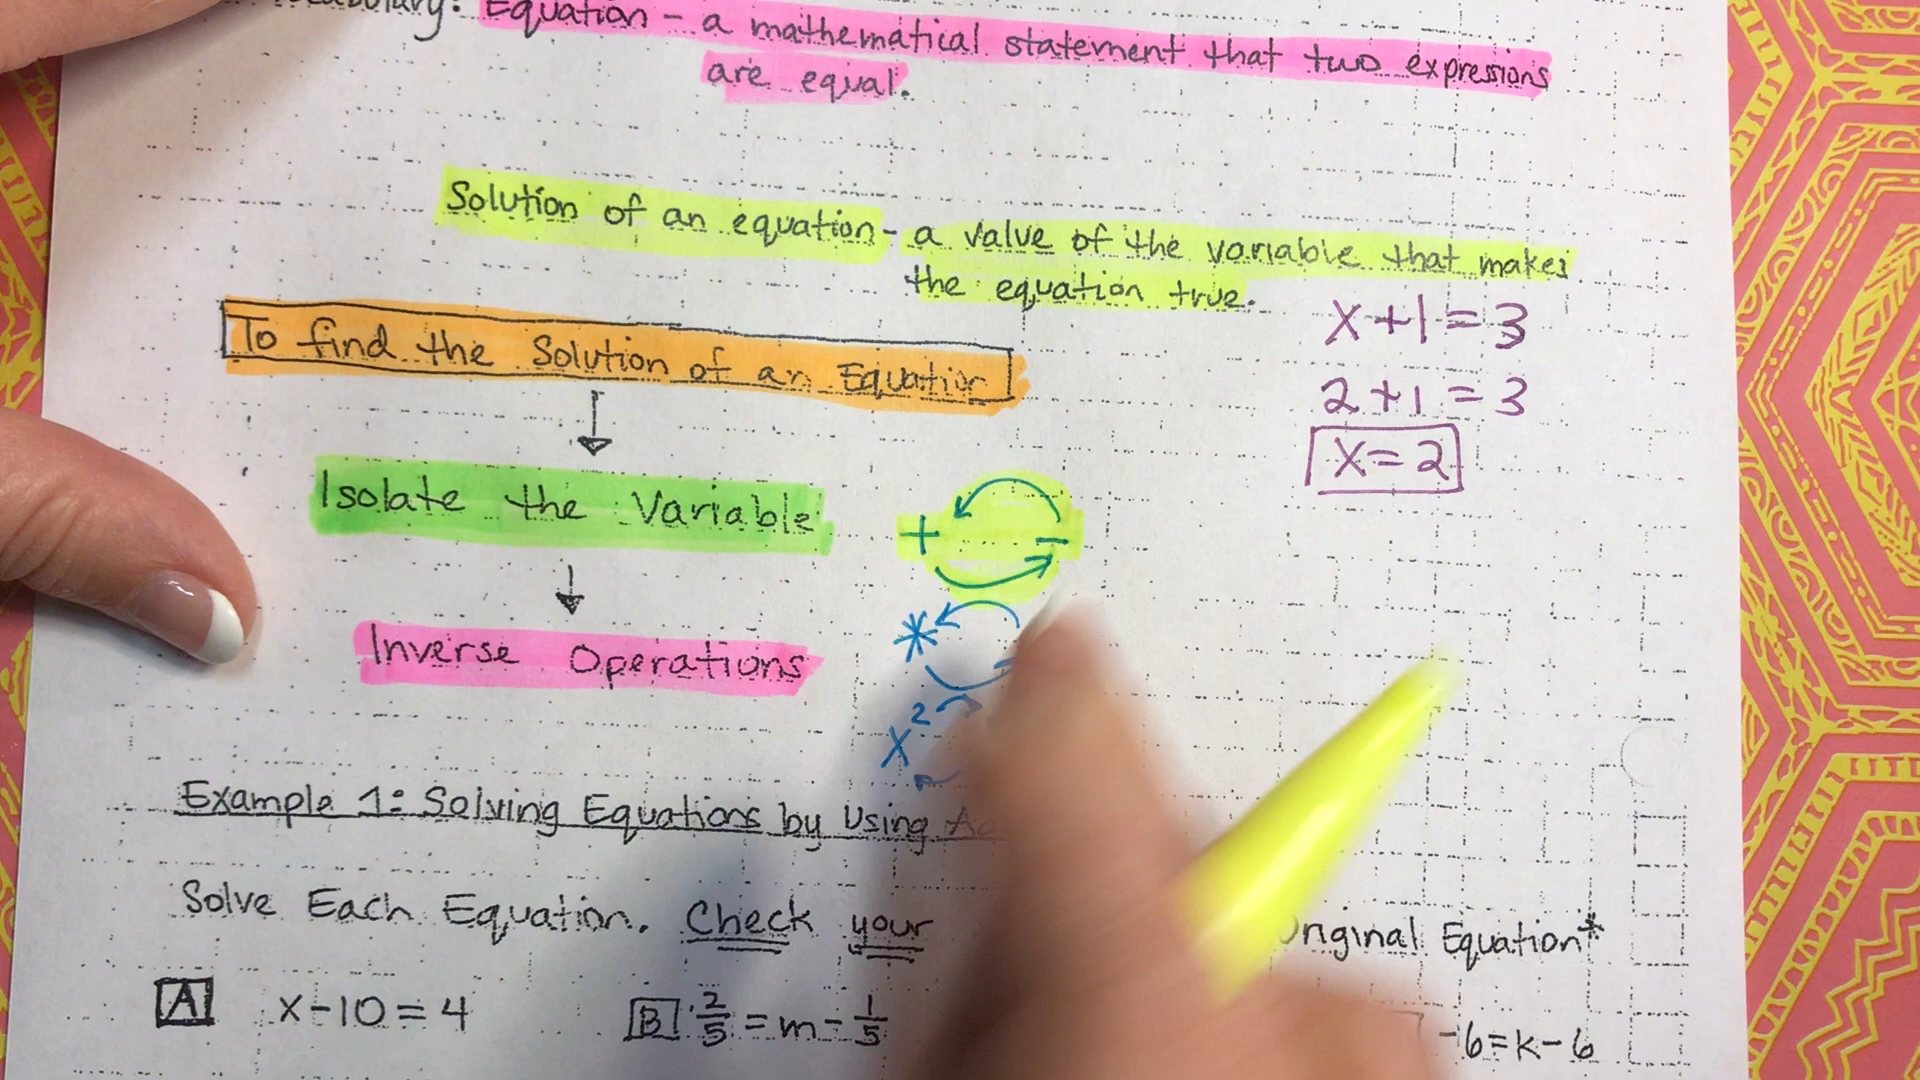 Equation - a mathematical statement that two expressions
are equal.
Solution of an equation - a value of the variable that makes
the equation true.
x+1=3
To find the Solution of an Equation
2+1=3
x=2
Isolate the Variable
+ -
Inverse Operations
*
x²
Example 1: Solving Equations by Using
Solve Each Equation. Check your
Original Equation*
A x-10=4
B 2/5 = m - 1/5
-6=k-6